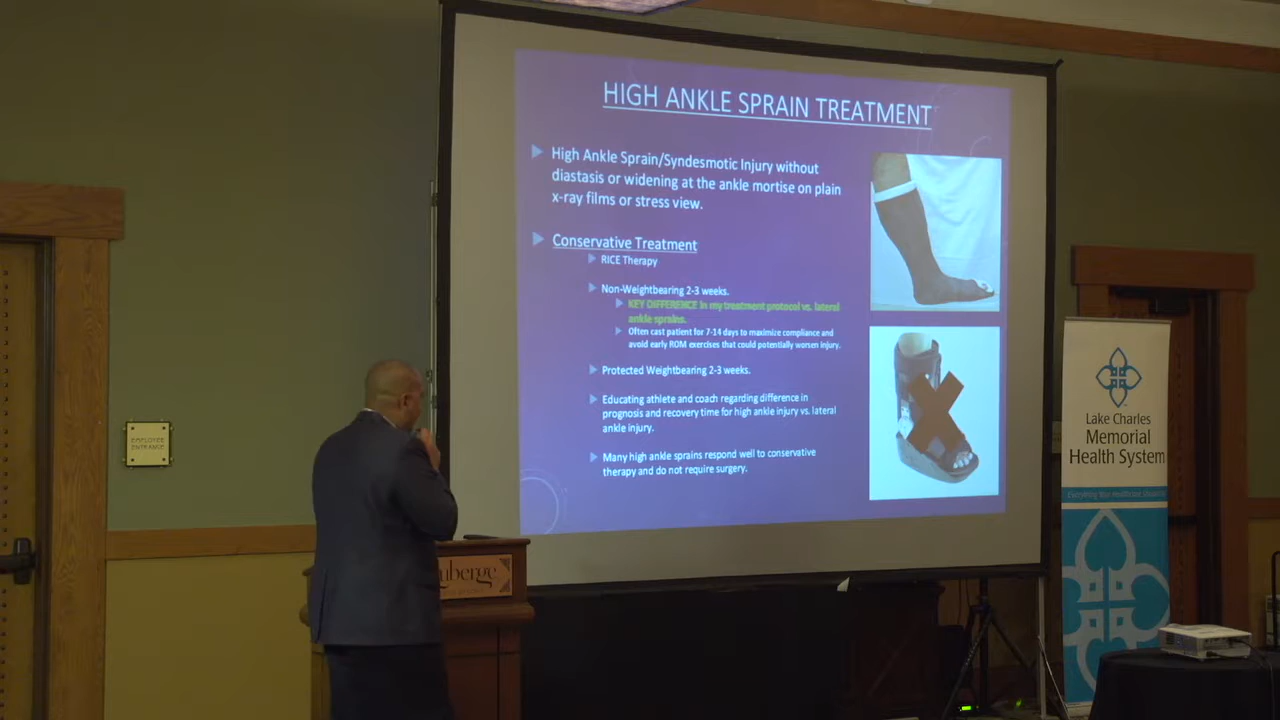 HIGH ANKLE SPRAIN TREATMENT
High Ankle Sprain/Syndesmotic Injury without
diastasis or widening at the ankle mortise on plain
x-ray films or stress view.
Conservative Treatment
RICE Therapy
Non-Weightbearing 2-3 weeks.
KEY DIFFERENCE in my treatment protocol vs. lateral
ankle sprains.
Often cast patient for 7-14 days to maximize compliance and
avoid early ROM exercises that could potentially worsen injury.
Protected Weightbearing 2-3 weeks.
Educating athlete and coach regarding difference in
prognosis and recovery time for high ankle injury vs. lateral
ankle injury.
Many high ankle sprains respond well to conservative
therapy and do not require surgery.
EMPLOYEE
ENTRANCE
Lake Charles
Memorial
Health System